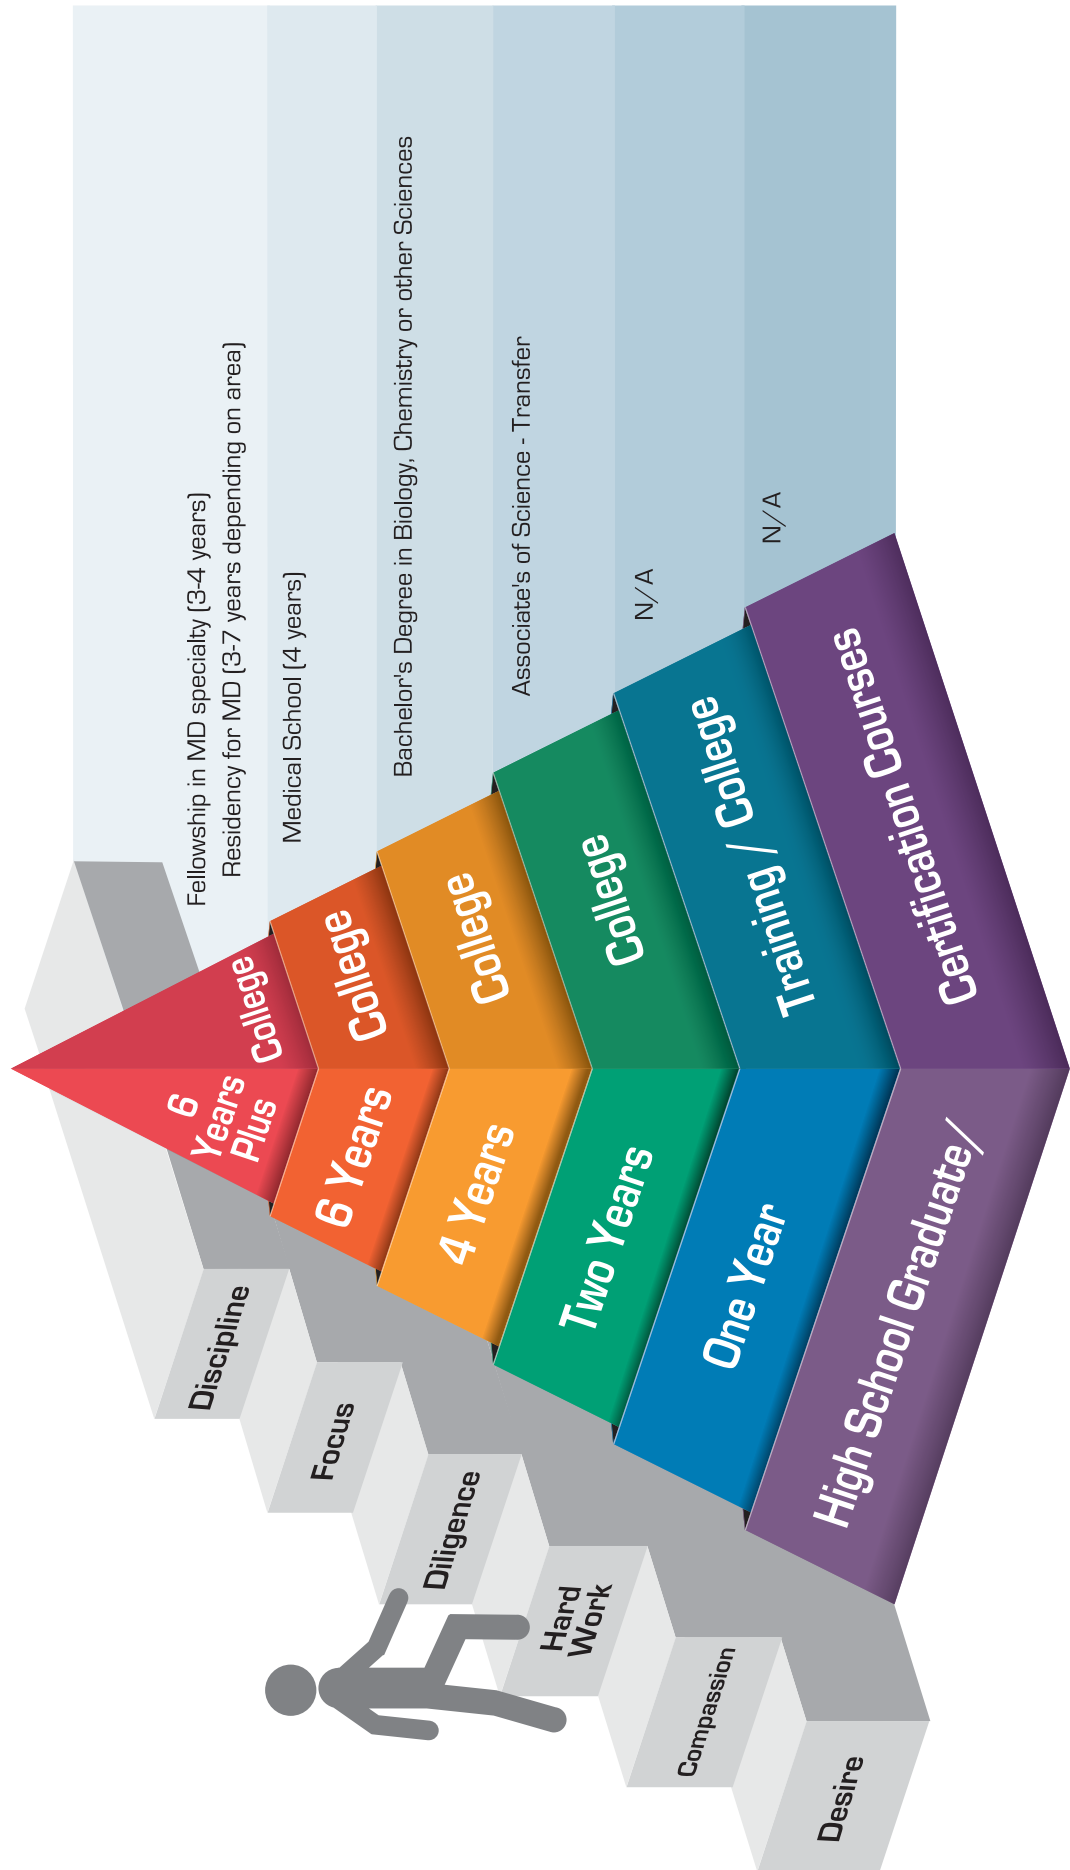 Fellowship in MD specialty (3-4 years)
Residency for MD (3-7 years depending on area)
Medical School (4 years)
Bachelor's Degree in Biology, Chemistry or other Sciences
Associate's of Science - Transfer
N/A
N/A
6
Years
Plus
College
6 Years
College
4 Years
College
Two Years
College
One Year
Training / College
High School Graduate/
Certification Courses
Discipline
Focus
Diligence
Hard
Work
Compassion
Desire